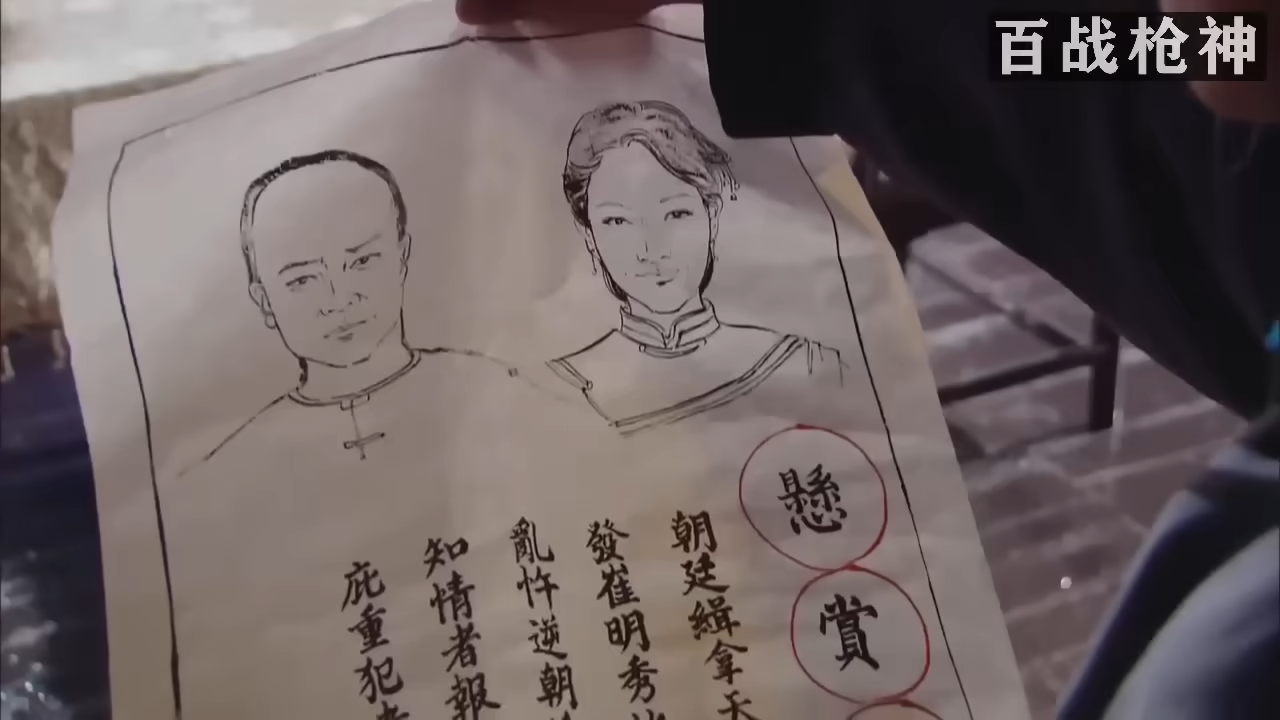 百战枪神
懸賞
朝廷緝拿天
發崔明秀
亂忤逆朝
知情者報
庇重犯